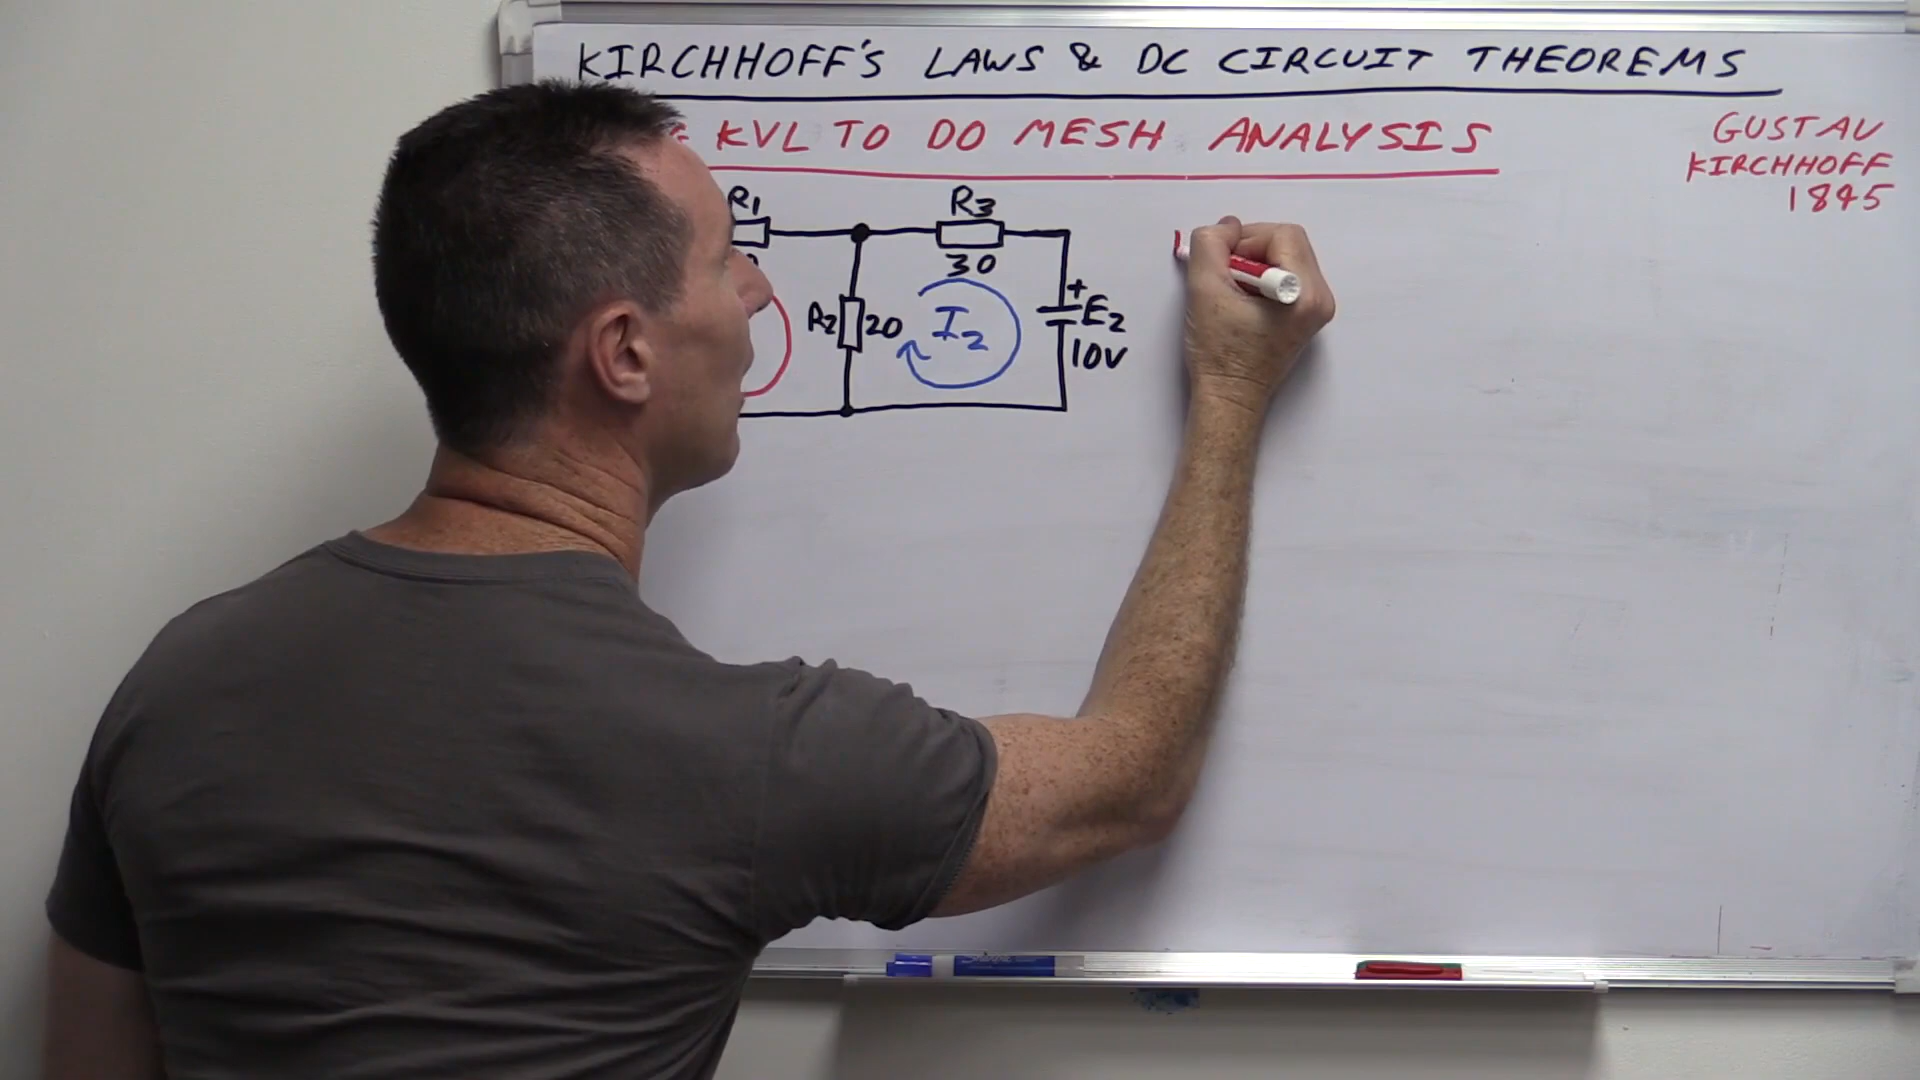 KIRCHHOFF'S LAWS & DC CIRCUIT THEOREMS
KVL TO DO MESH ANALYSIS
GUSTAV
KIRCHHOFF
1845
R1
R3
30
R2
20
I2
+
E2
10V
Sharpie